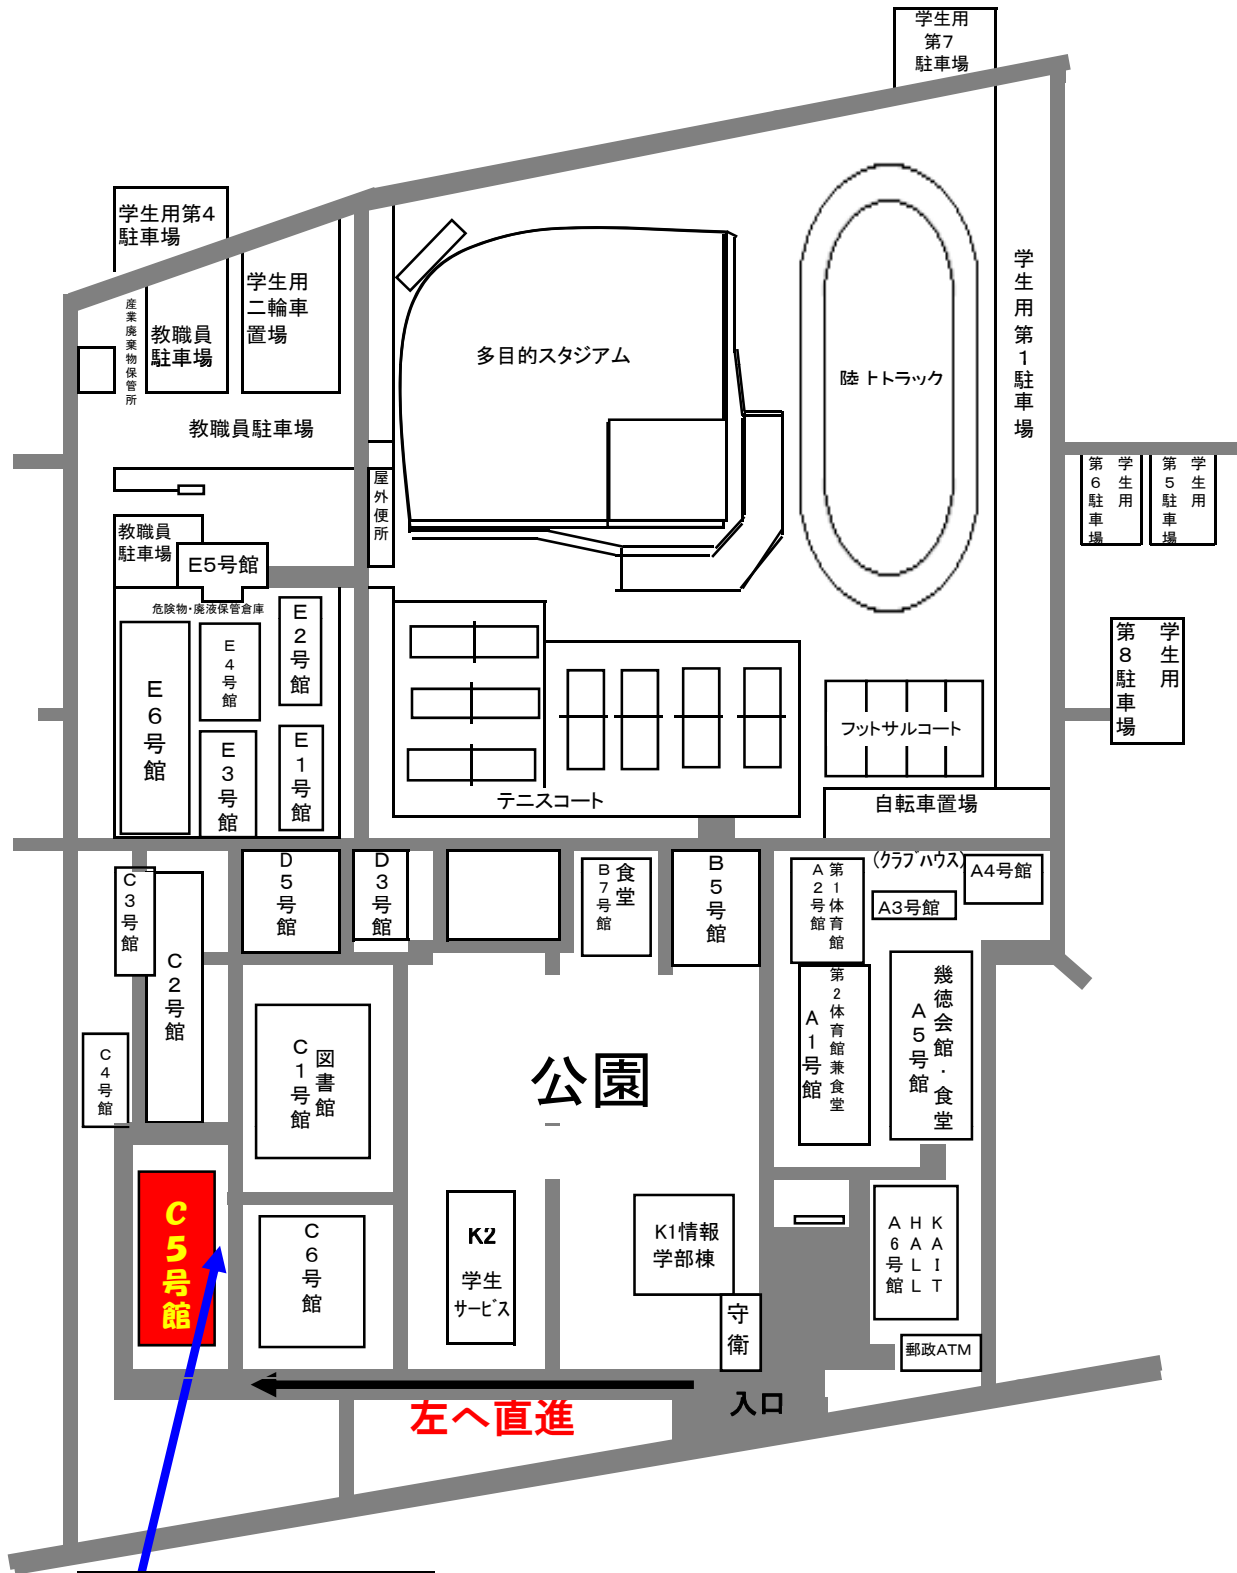 学生用
第7
駐車場
学生用第4
駐車場
学生用
二輪車
置場
産業廃棄物保管所
教職員
駐車場
教職員駐車場
多目的スタジアム
陸上トラック
学生用第1駐車場
屋外便所
学生用
第6駐車場
学生用
第5駐車場
教職員
駐車場
E5号館
危険物・廃液保管倉庫
E2号館
E4号館
E6号館
E3号館
E1号館
学生用
第8駐車場
フットサルコート
テニスコート
自転車置場
D5号館
D3号館
食堂
B7号館
B5号館
第1体育館
A2号館
(クラブハウス)
A3号館
A4号館
C3号館
C2号館
C4号館
図書館
C1号館
公園
第2体育館兼食堂
A1号館
幾徳会館・食堂
A5号館
C5号館
C6号館
K2
学生
サービス
K1情報
学部棟
守衛
KAIT
HALL
A6号館
郵政ATM
入口
左へ直進